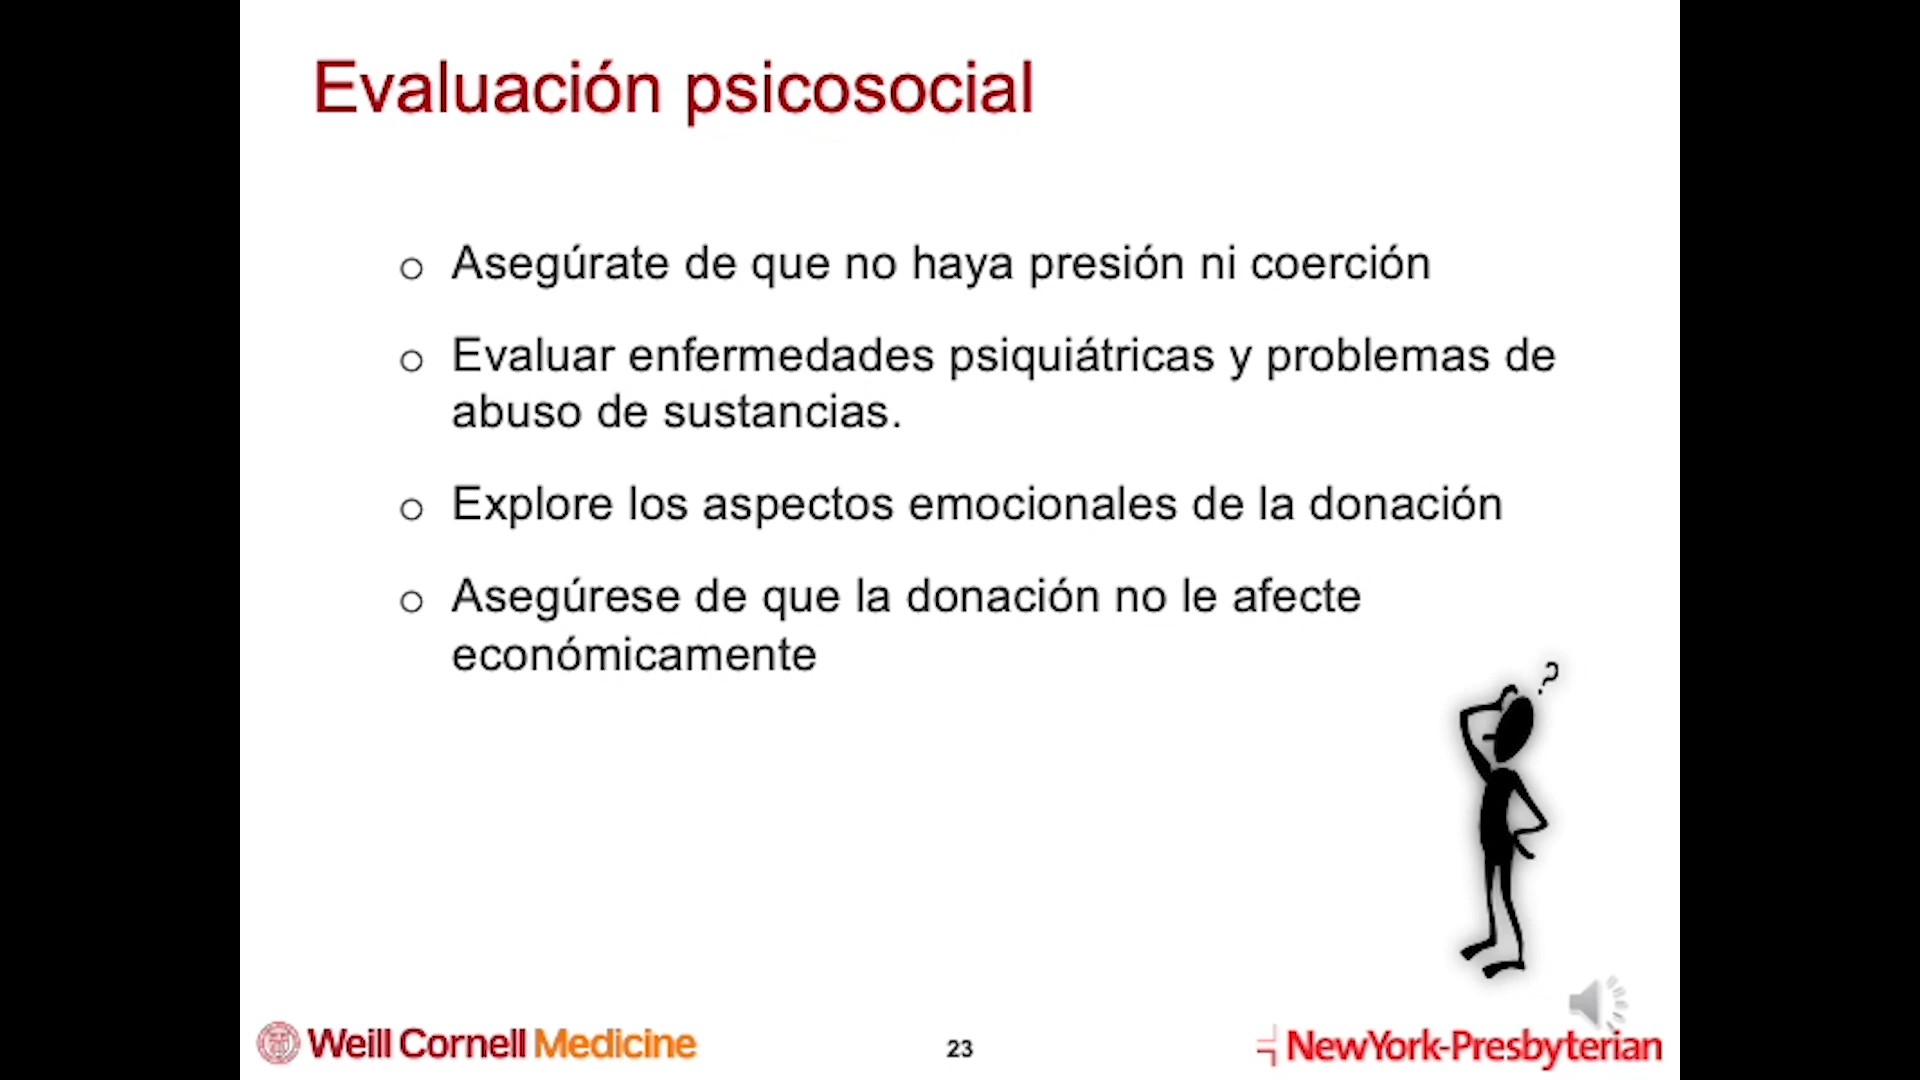 Evaluación psicosocial
o Asegúrate de que no haya presión ni coerción
o Evaluar enfermedades psiquiátricas y problemas de
abuso de sustancias.
o Explore los aspectos emocionales de la donación
o Asegúrese de que la donación no le afecte
económicamente
?
Weill Cornell Medicine
23
NewYork-Presbyterian